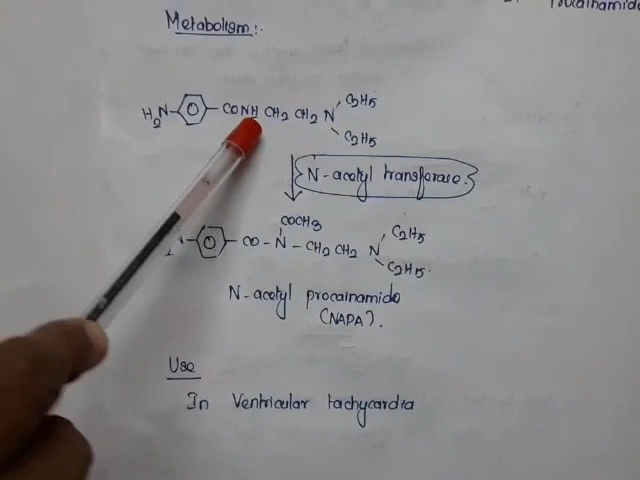 Procainamide
Metabolism:-
H2N- -CONH CH2 CH2 N C2H5
C2H5
N-acetyl transferase.
COCH3
-CO-N-CH2 CH2 N C2H5
C2H5.
N-acetyl procainamide
(NAPA).
Use
In Ventricular tachycardia